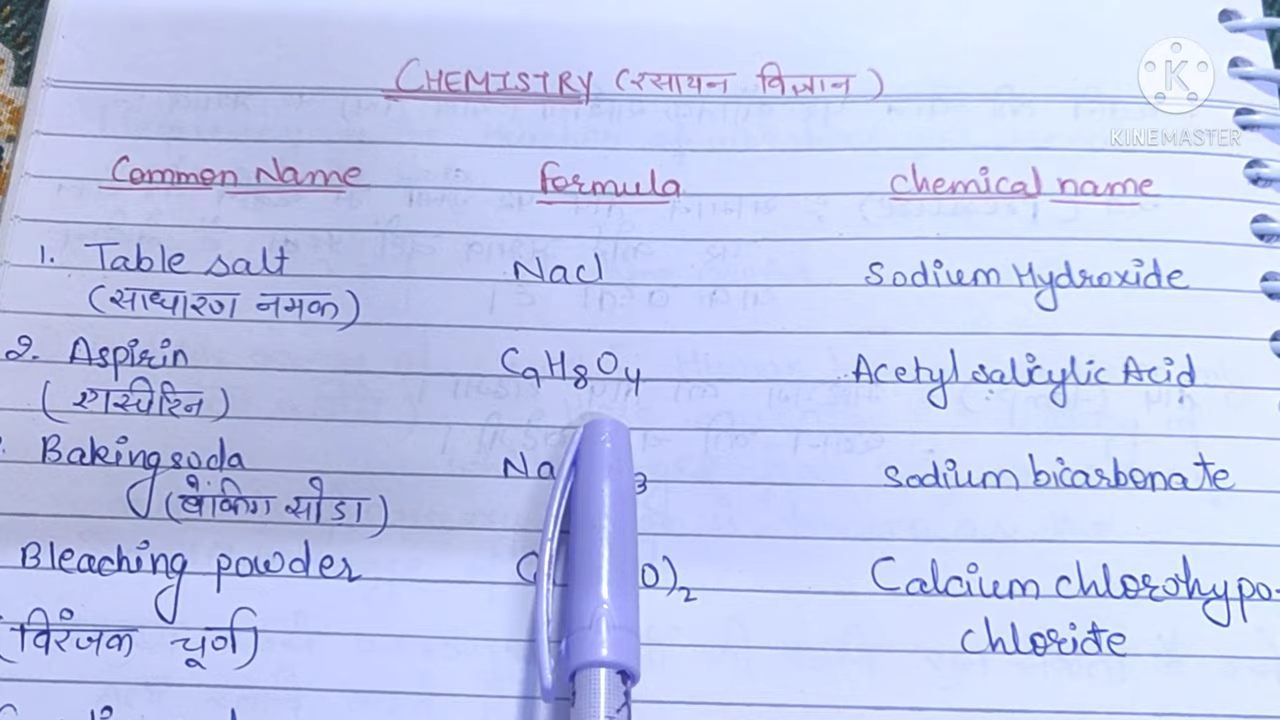 CHEMISTRY (रसायन विज्ञान)
KINEMASTER
Common Name Formula Chemical name
1. Table salt Nacl Sodium Hydroxide
(साधारण नमक)
2. Aspirin C9H8O4 Acetyl salicylic Acid
(एस्पिरिन)
Baking soda Na 3 Sodium bicarbonate
(बेकिंग सोडा)
Bleaching powder O)2 Calcium chlorohypo-
(विरंजक चूर्ण) chloride